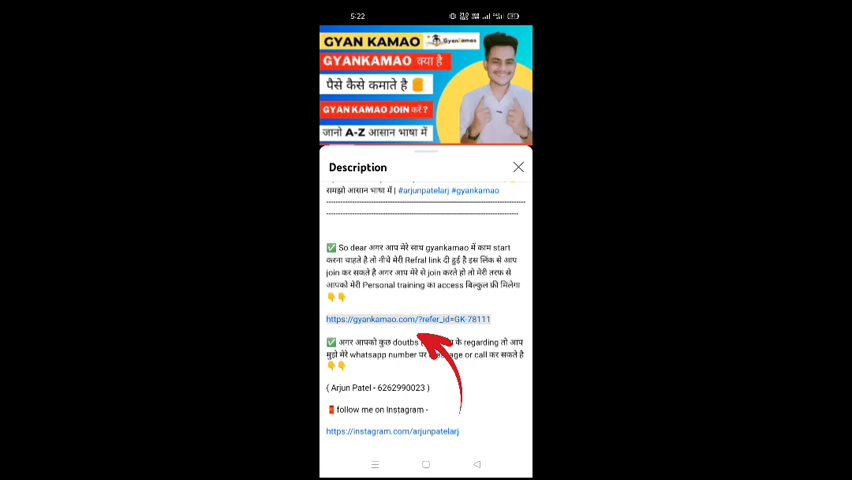 5:22
GYAN KAMAO GyanKamao
GYANKAMAO क्या है
पैसे कैसे कमाते है
GYAN KAMAO JOIN करें ?
जानो A-Z आसान भाषा में
Description
समझो आसान भाषा में | #arjunpatelarj #gyankamao
-----------------------------------------------------------------------
--------------------------------------------------------------------
✅ So dear अगर आप मेरे साथ gyankamao में काम start
करना चाहते है तो नीचे मेरी Refral link दी हुई है इस लिंक से आप
join कर सकते है अगर आप मेरे से join करते हो तो मेरी तरफ से
आपको मेरी Personal training का access बिल्कुल फ्री मिलेगा
👇👇
https://gyankamao.com/?refer_id=GK-78111
✅ अगर आपको कुछ doutbs के regarding तो आप
मुझे मेरे whatsapp number पर or call कर सकते है
👇👇
( Arjun Patel - 6262990023 )
follow me on Instagram -
https://instagram.com/arjunpatelarj